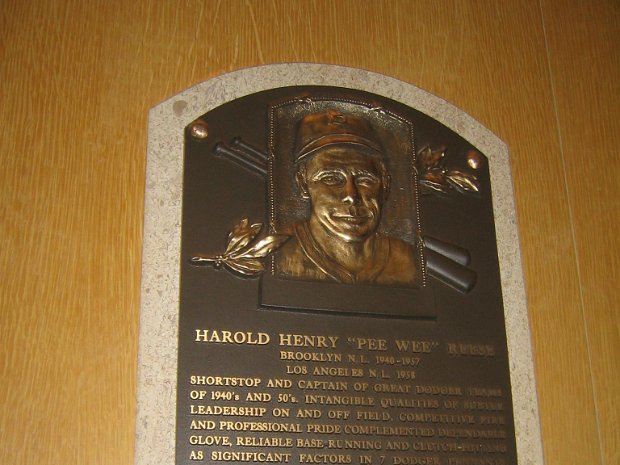 HAROLD HENRY "PEE WEE" REESE
BROOKLYN N.L. 1940-1957
LOS ANGELES N.L. 1958
SHORTSTOP AND CAPTAIN OF GREAT DODGER TEAMS
OF 1940'S AND 50'S. INTANGIBLE QUALITIES OF SUBTLE
LEADERSHIP ON AND OFF FIELD, COMPETITIVE FIRE
AND PROFESSIONAL PRIDE COMPLEMENTED DEPENDABLE
GLOVE, RELIABLE BASE-RUNNING AND CLUTCH-HITTING
AS SIGNIFICANT FACTORS IN 7 DODGER